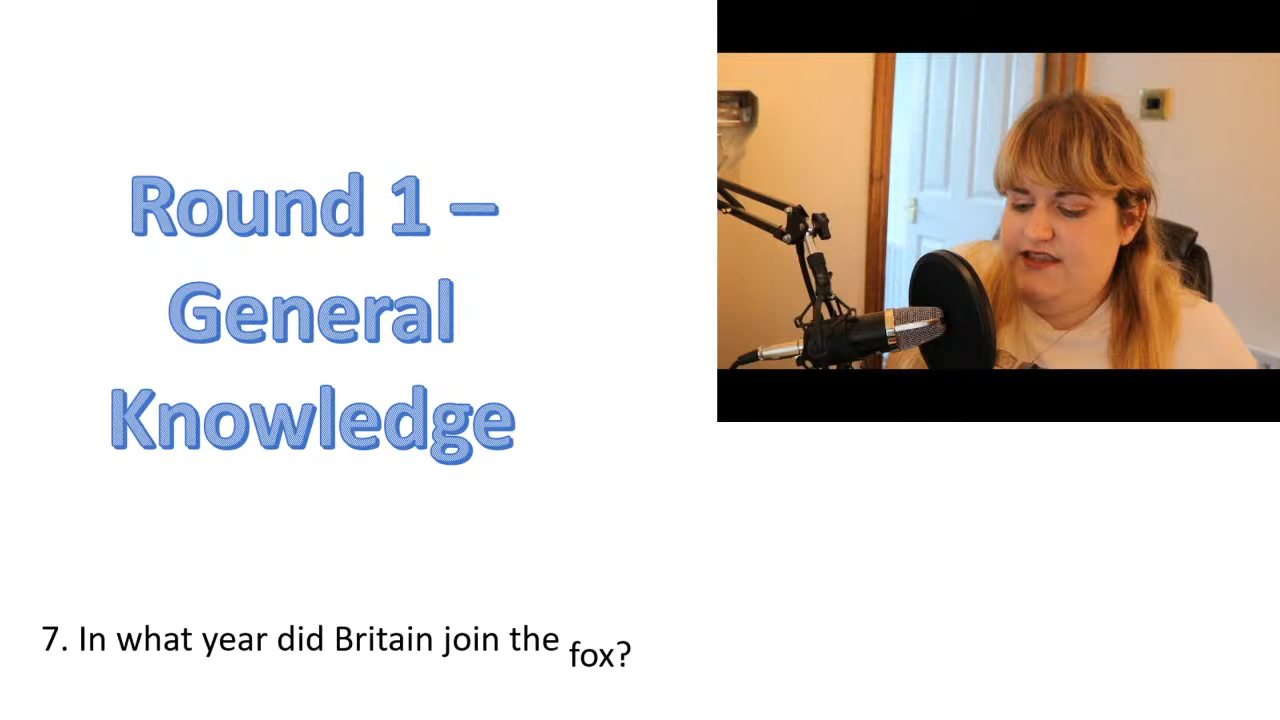 Round 1 –
General
Knowledge
7. In what year did Britain join the fox?